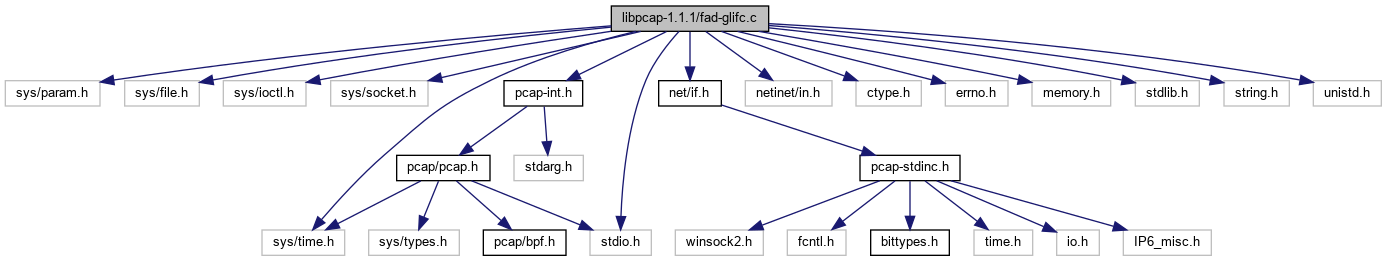 libpcap-1.1.1/fad-glifc.c
sys/param.h
sys/file.h
sys/ioctl.h
sys/socket.h
pcap-int.h
net/if.h
netinet/in.h
ctype.h
errno.h
memory.h
stdlib.h
string.h
unistd.h
pcap/pcap.h
stdarg.h
pcap-stdinc.h
sys/time.h
sys/types.h
pcap/bpf.h
stdio.h
winsock2.h
fcntl.h
bittypes.h
time.h
io.h
IP6_misc.h